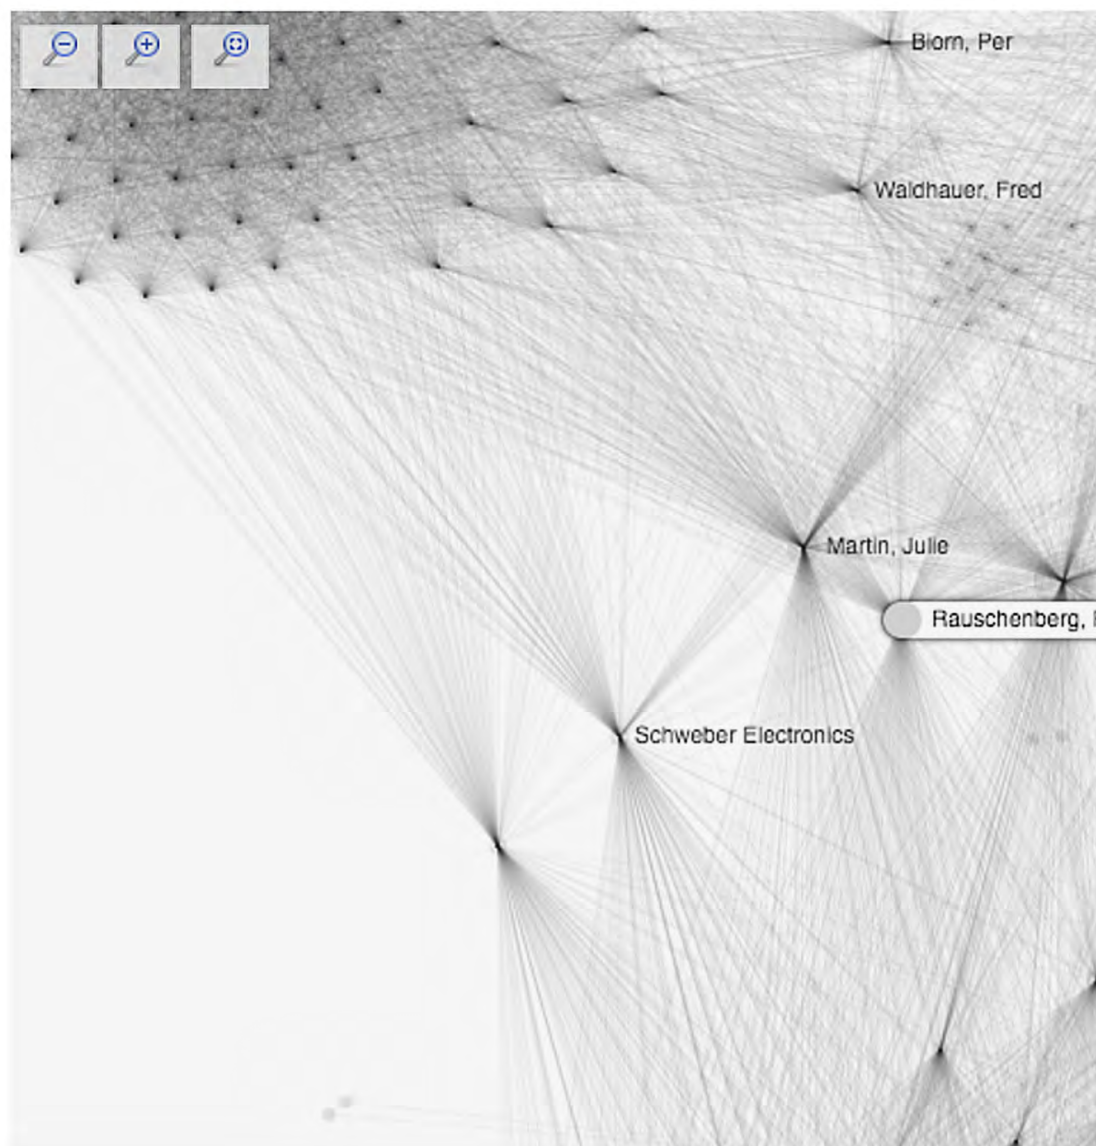 Biorn, Per
Waldhauer, Fred
Martin, Julie
Rauschenberg,
Schweber Electronics